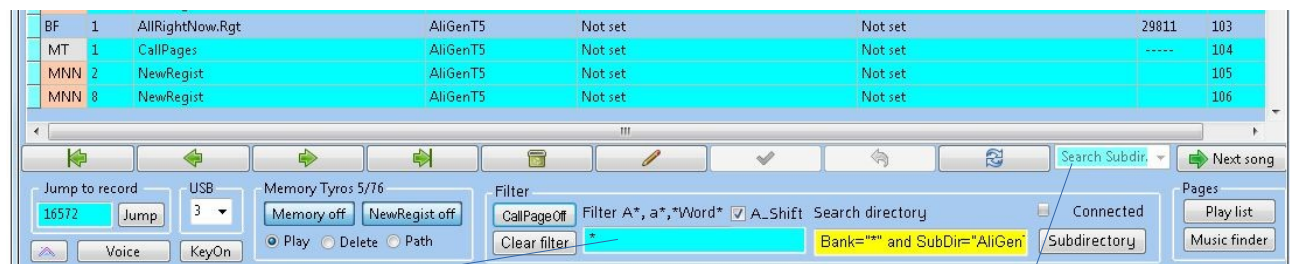 BF 1 AllRightNow.Rgt AliGenT5 Not set Not set 29811 103
MT 1 CallPages AliGenT5 Not set Not set ----- 104
MNN 2 NewRegist AliGenT5 Not set Not set 105
MNN 8 NewRegist AliGenT5 Not set Not set 106
Search Subdir. Next song
Jump to record USB Memory Tyros 5/76 Filter Pages
16572 Jump 3 Memory off NewRegist off CallPageOff Filter A*, a*,*Word* A_Shift Search directory Connected Play list
Voice KeyOn Play Delete Path Clear filter * Bank="*" and SubDir="AliGenT Subdirectory Music finder